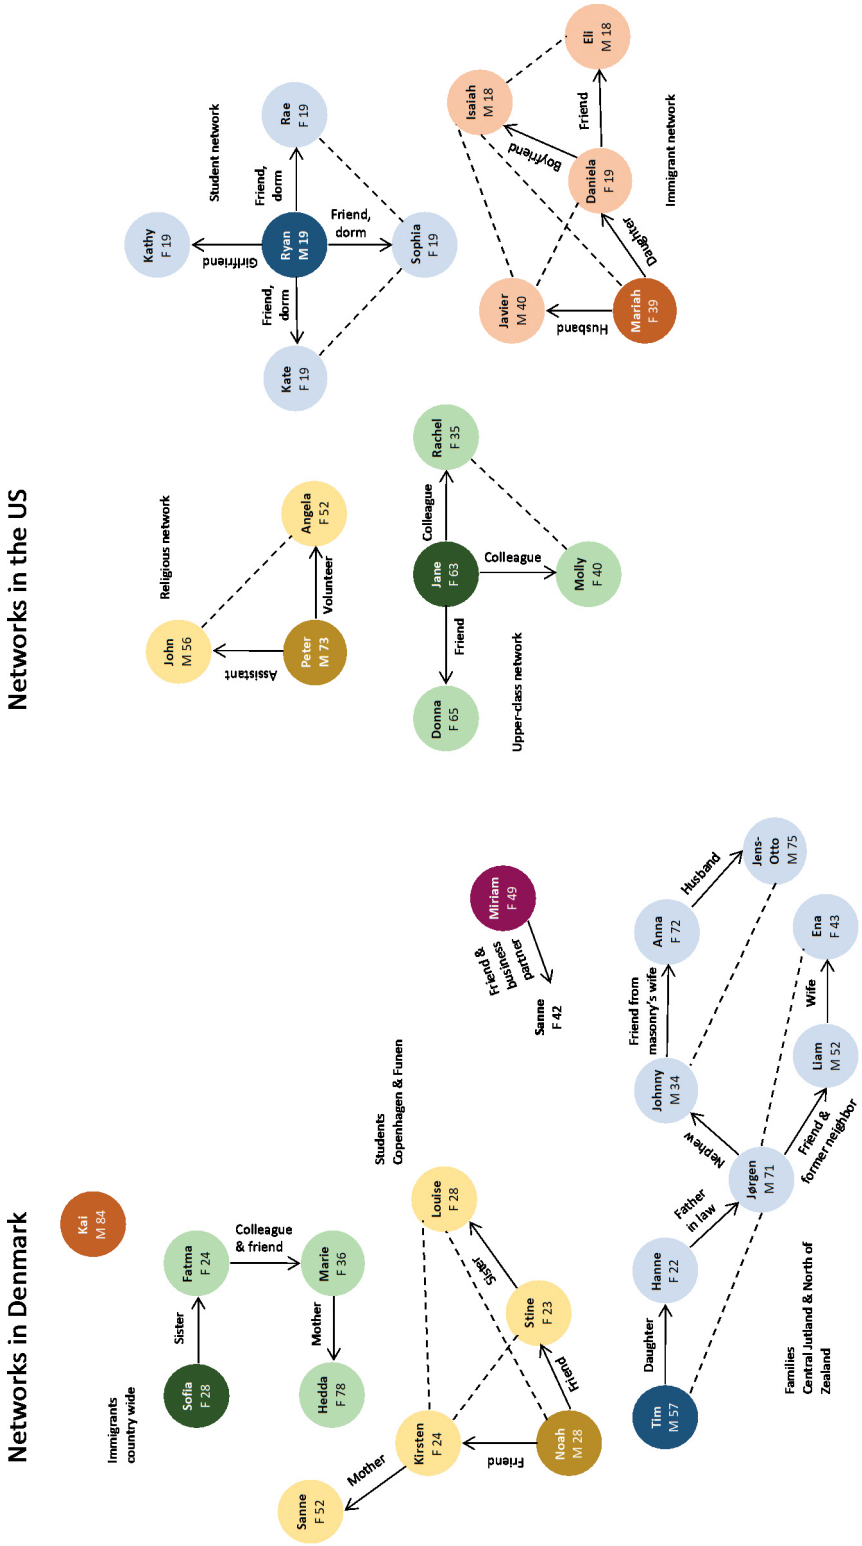 Networks in Denmark
Immigrants
country wide
Sofia
F 28
Sister
Fatma
F 24
Colleague
& friend
Marie
F 36
Mother
Hedda
F 78
Kai
M 84
Students
Copenhagen & Funen
Sanne
F 52
Mother
Kirsten
F 24
Friend
Noah
M 28
Friend
Stine
F 23
Sister
Louise
F 28
Miriam
F 49
Friend &
business
partner
Sanne
F 42
Tim
M 57
Daughter
Hanne
F 22
Father
in law
Jørgen
M 71
Nephew
Johnny
M 34
Friend from
masonry's wife
Anna
F 72
Husband
Jens-
Otto
M 75
Friend &
former neighbor
Liam
M 52
Wife
Ena
F 43
Families
Central Jutland & North of
Zealand
Networks in the US
Religious network
John
M 56
Assistant
Peter
M 73
Volunteer
Angela
F 52
Student network
Kathy
F 19
Girlfriend
Kate
F 19
Friend,
dorm
Ryan
M 19
Friend,
dorm
Rae
F 19
Friend,
dorm
Sophia
F 19
Donna
F 65
Friend
Jane
F 63
Colleague
Rachel
F 35
Colleague
Molly
F 40
Upper-class network
Javier
M 40
Husband
Mariah
F 39
Daughter
Daniela
F 19
Boyfriend
Isaiah
M 18
Friend
Eli
M 18
Immigrant network